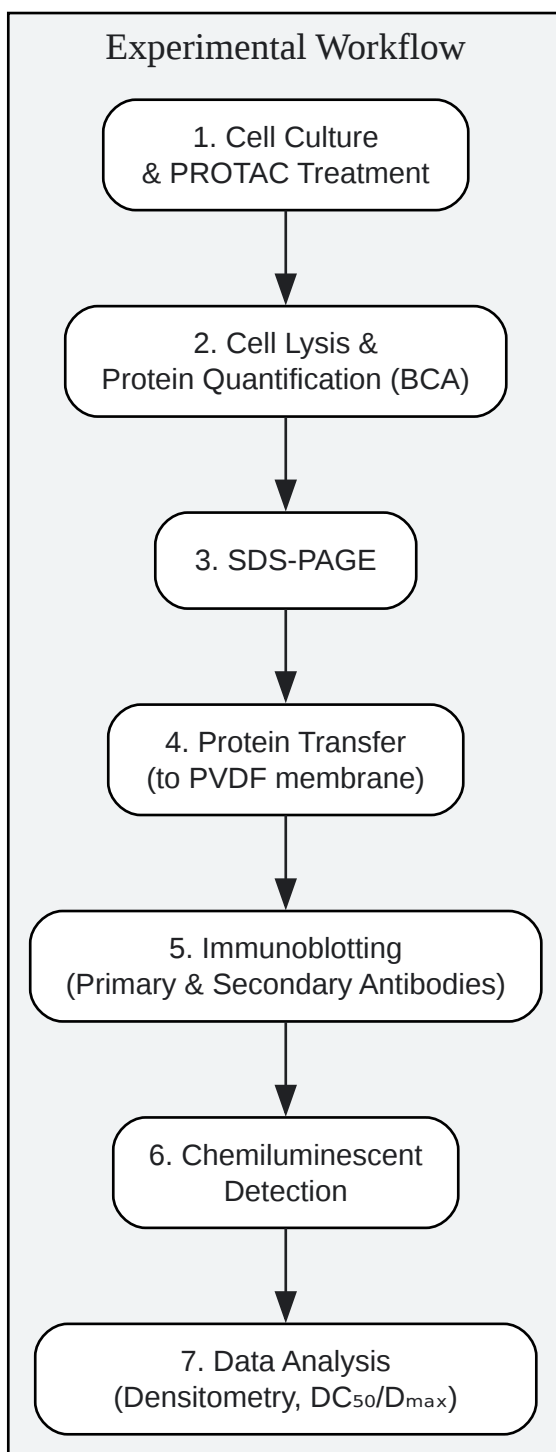 Experimental Workflow
1. Cell Culture
& PROTAC Treatment
2. Cell Lysis &
Protein Quantification (BCA)
3. SDS-PAGE
4. Protein Transfer
(to PVDF membrane)
5. Immunoblotting
(Primary & Secondary Antibodies)
6. Chemiluminescent
Detection
7. Data Analysis
(Densitometry, DC₅₀/Dₘₐₓ)